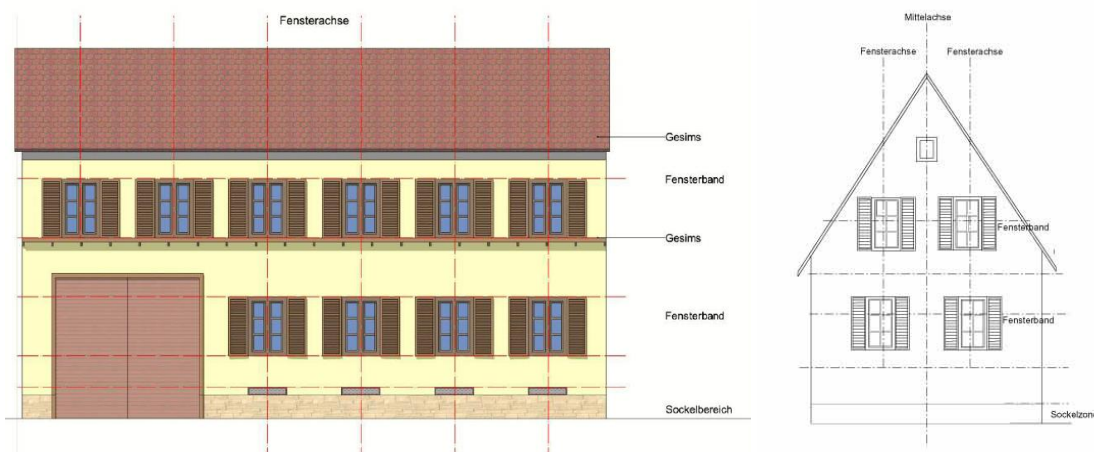 Fensterachse
Gesims
Fensterband
Gesims
Fensterband
Sockelbereich
Mittelachse
Fensterachse Fensterachse
Fensterband
Fensterband
Sockelzone